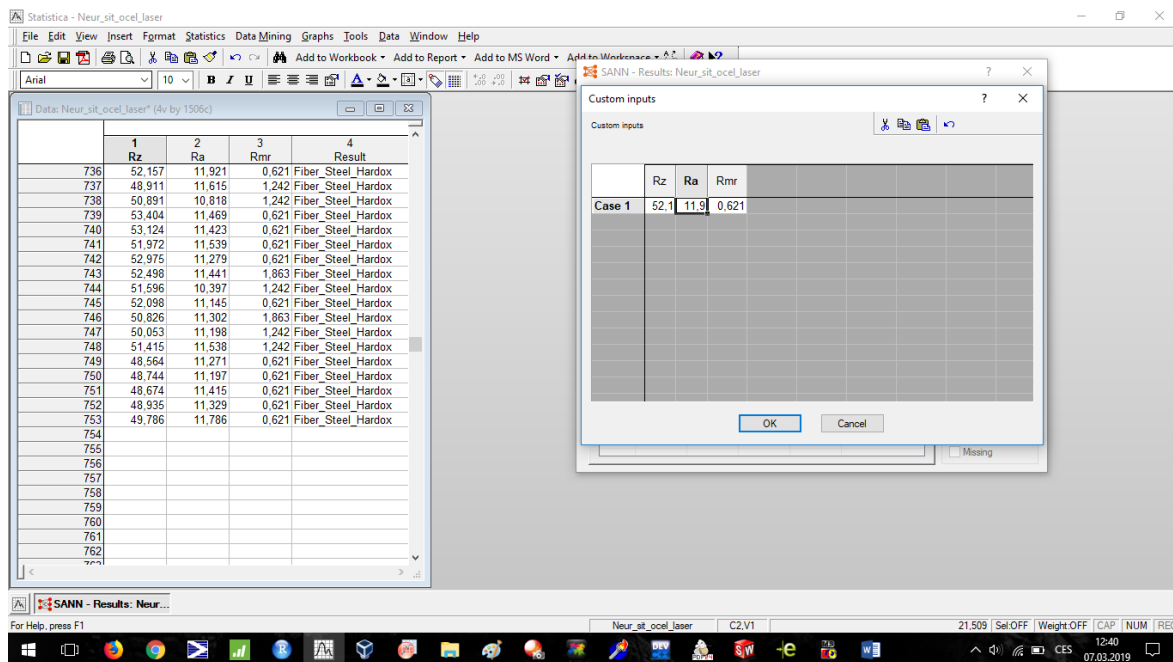 Statistica - Neur_sit_ocel_laser
File Edit View Insert Format Statistics Data Mining Graphs Tools Data Window Help
Add to Workbook Add to Report Add to MS Word Add to Workspace
Arial 10 B I U
Data: Neur_sit_ocel_laser* (4v by 1506c)
1 2 3 4
Rz Ra Rmr Result
736 52,157 11,921 0,621 Fiber_Steel_Hardox
737 48,911 11,615 1,242 Fiber_Steel_Hardox
738 50,891 10,818 1,242 Fiber_Steel_Hardox
739 53,404 11,469 0,621 Fiber_Steel_Hardox
740 53,124 11,423 0,621 Fiber_Steel_Hardox
741 51,972 11,539 0,621 Fiber_Steel_Hardox
742 52,975 11,279 0,621 Fiber_Steel_Hardox
743 52,498 11,441 1,863 Fiber_Steel_Hardox
744 51,596 10,397 1,242 Fiber_Steel_Hardox
745 52,098 11,145 0,621 Fiber_Steel_Hardox
746 50,826 11,302 1,863 Fiber_Steel_Hardox
747 50,053 11,198 1,242 Fiber_Steel_Hardox
748 51,415 11,538 1,242 Fiber_Steel_Hardox
749 48,564 11,271 0,621 Fiber_Steel_Hardox
750 48,744 11,197 0,621 Fiber_Steel_Hardox
751 48,674 11,415 0,621 Fiber_Steel_Hardox
752 48,935 11,329 0,621 Fiber_Steel_Hardox
753 49,786 11,786 0,621 Fiber_Steel_Hardox
754
755
756
757
758
759
760
761
762
SANN - Results: Neur_sit_ocel_laser ?
Custom inputs ?
Custom inputs
Rz Ra Rmr
Case 1 52,1 11,9 0,621
OK Cancel
Missing
SANN - Results: Neur...
For Help, press F1 Neur_sit_ocel_laser C2,V1 21,509 Sel:OFF Weight:OFF CAP NUM REC
DEV SW CES 12:40
07.03.2019